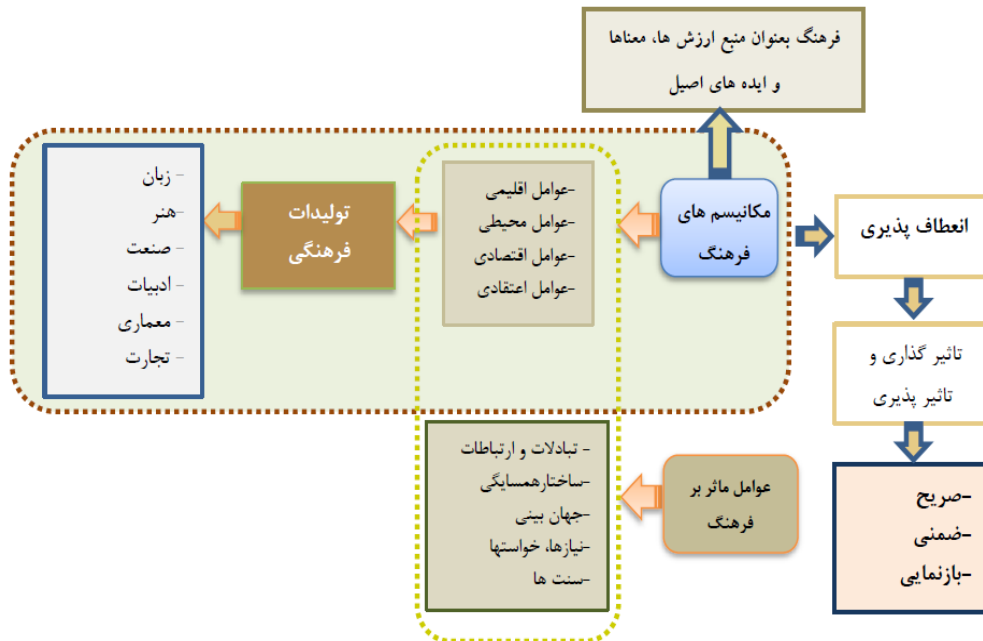 فرهنگ بعنوان منبع ارزش ها، معناها
و ایده های اصیل
مکانیسم های
فرهنگ
-عوامل اقلیمی
-عوامل محیطی
-عوامل اقتصادی
-عوامل اعتقادی
تولیدات
فرهنگی
- زبان
-هنر
- صنعت
- ادبیات
- معماری
- تجارت
انعطاف پذیری
تاثیر گذاری و
تاثیر پذیری
-صریح
-ضمنی
-بازنمایی
عوامل ماثر بر
فرهنگ
- تبادلات و ارتباطات
-ساختارهمسایگی
-جهان بینی
-نیازها، خواستها
-سنت ها